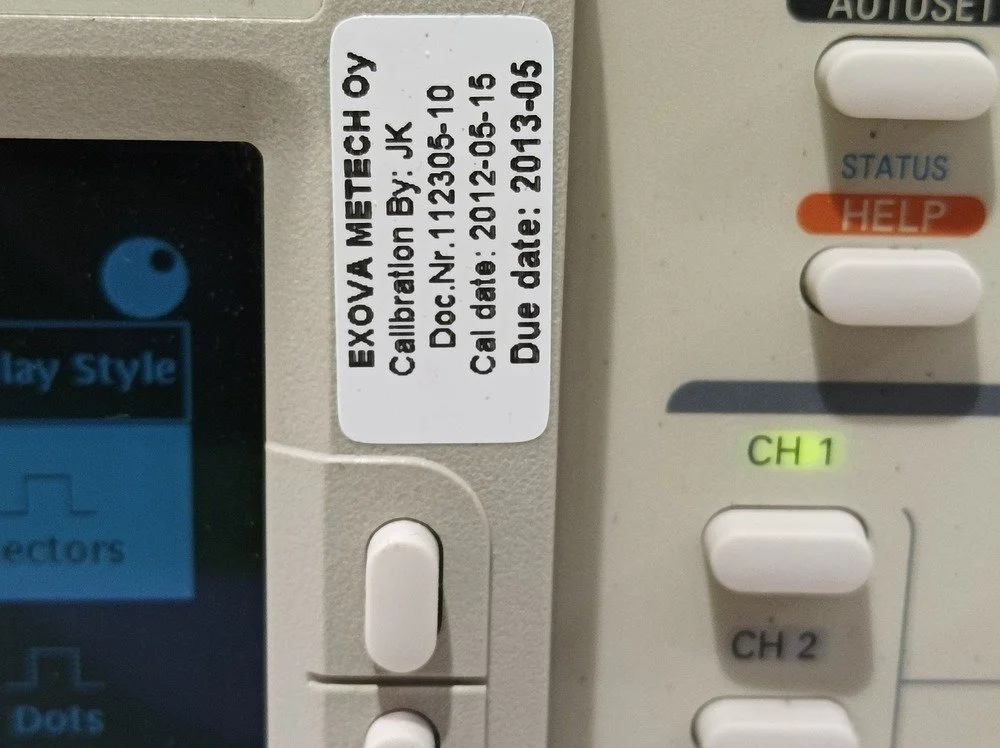 EXOVA METECH Oy
Calibration By: JK
Doc.Nr.112305-10
Cal date: 2012-05-15
Due date: 2013-05
AUTOSET
STATUS
HELP
CH 1
CH 2
lay Style
ectors
Dots